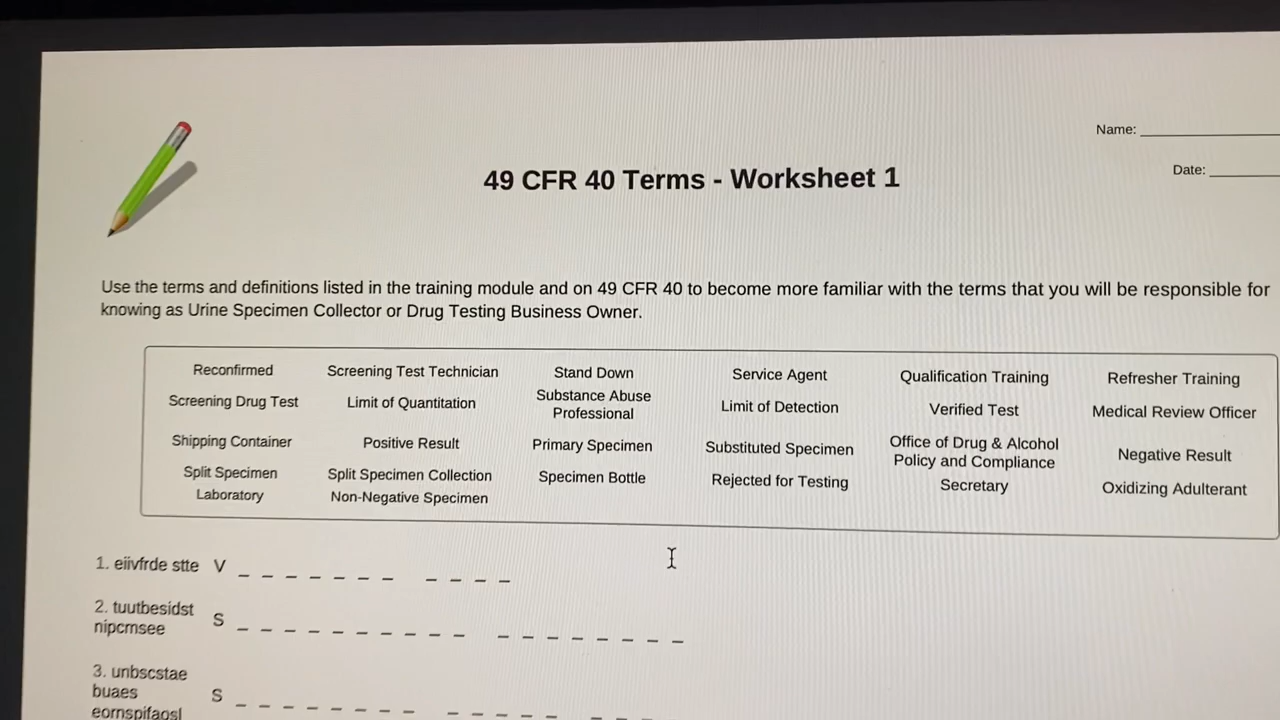 Name:
Date:
49 CFR 40 Terms - Worksheet 1
Use the terms and definitions listed in the training module and on 49 CFR 40 to become more familiar with the terms that you will be responsible for
knowing as Urine Specimen Collector or Drug Testing Business Owner.
Reconfirmed Screening Test Technician Stand Down Service Agent Qualification Training Refresher Training
Screening Drug Test Limit of Quantitation Substance Abuse Limit of Detection Verified Test Medical Review Officer
Professional
Shipping Container Positive Result Primary Specimen Substituted Specimen Office of Drug & Alcohol Negative Result
Policy and Compliance
Split Specimen Split Specimen Collection Specimen Bottle Rejected for Testing Secretary Oxidizing Adulterant
Laboratory Non-Negative Specimen
1. eiivfrde stte V _ _ _ _ _ _ _ _ _ _ _
2. tuutbesidst S _ _ _ _ _ _ _ _ _ _ _ _ _ _ _ _ _ _
nipcmsee
3. unbscstae
buaes S _ _ _ _ _ _ _ _ _ _ _ _ _ _ _ _
eornspifaosl